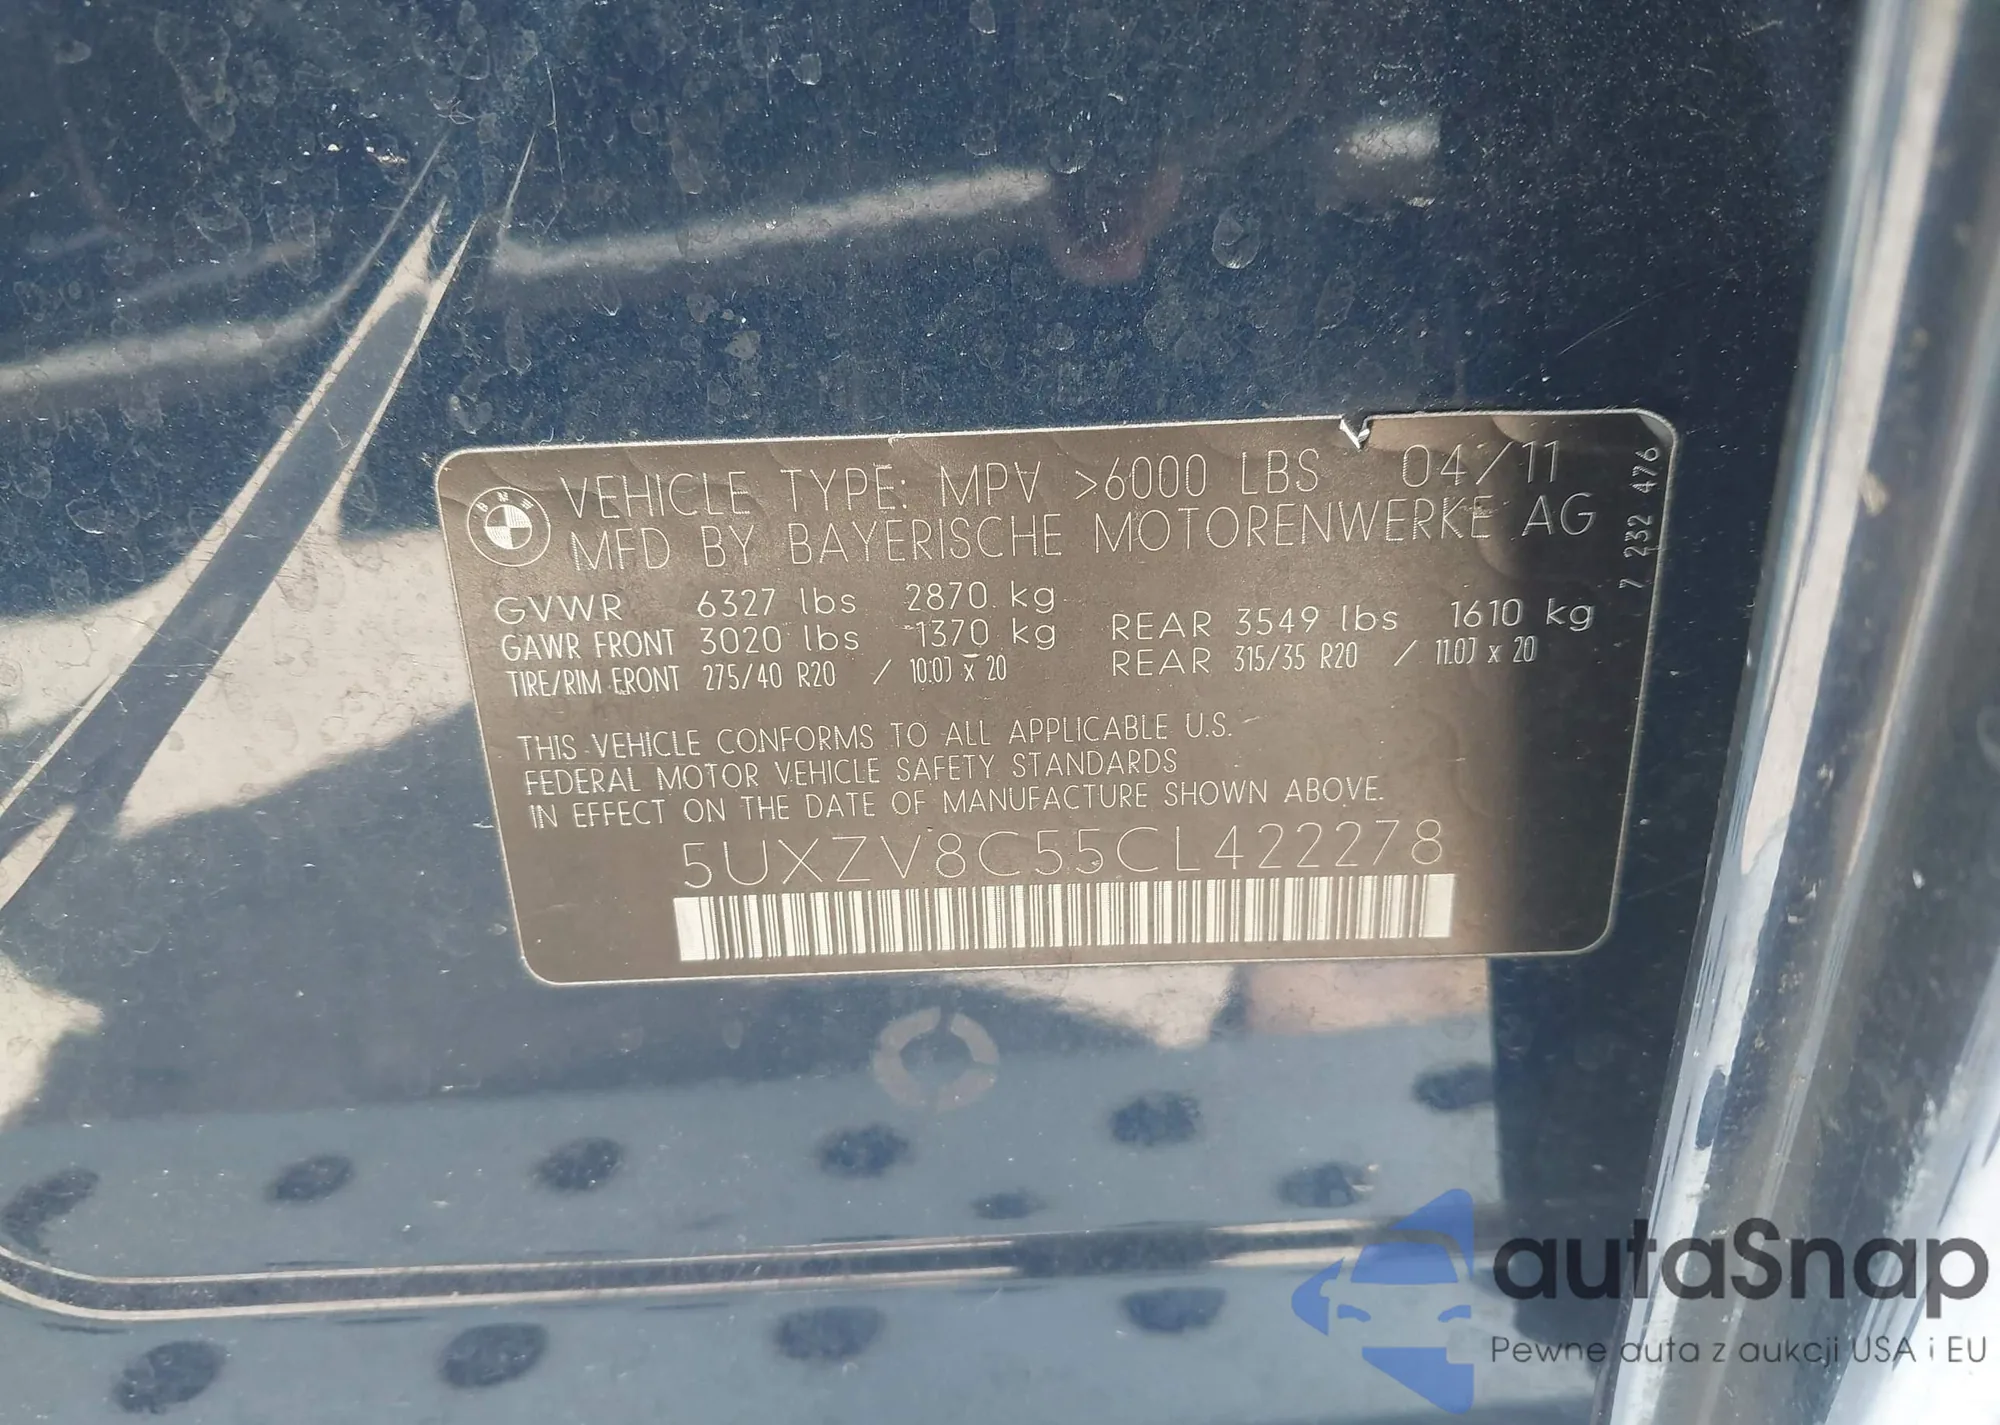 BMW
VEHICLE TYPE: MPV >6000 LBS 04/11
MFD BY BAYERISCHE MOTORENWERKE AG
7 232 476
GVWR 6327 lbs 2870 kg
GAWR FRONT 3020 lbs 1370 kg REAR 3549 lbs 1610 kg
TIRE/RIM FRONT 275/40 R20 / 10.0J x 20 REAR 315/35 R20 / 11.0J x 20
THIS VEHICLE CONFORMS TO ALL APPLICABLE U.S.
FEDERAL MOTOR VEHICLE SAFETY STANDARDS
IN EFFECT ON THE DATE OF MANUFACTURE SHOWN ABOVE.
5UXZV8C55CL422278
autaSnap
Pewne auta z aukcji USA i EU